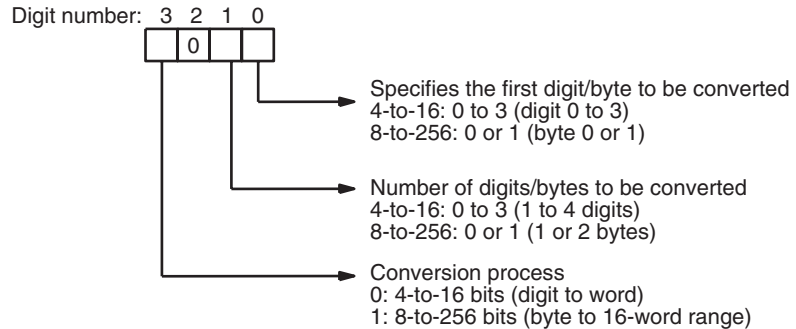 Digit number: 3 2 1 0
0
Specifies the first digit/byte to be converted
4-to-16: 0 to 3 (digit 0 to 3)
8-to-256: 0 or 1 (byte 0 or 1)
Number of digits/bytes to be converted
4-to-16: 0 to 3 (1 to 4 digits)
8-to-256: 0 or 1 (1 or 2 bytes)
Conversion process
0: 4-to-16 bits (digit to word)
1: 8-to-256 bits (byte to 16-word range)